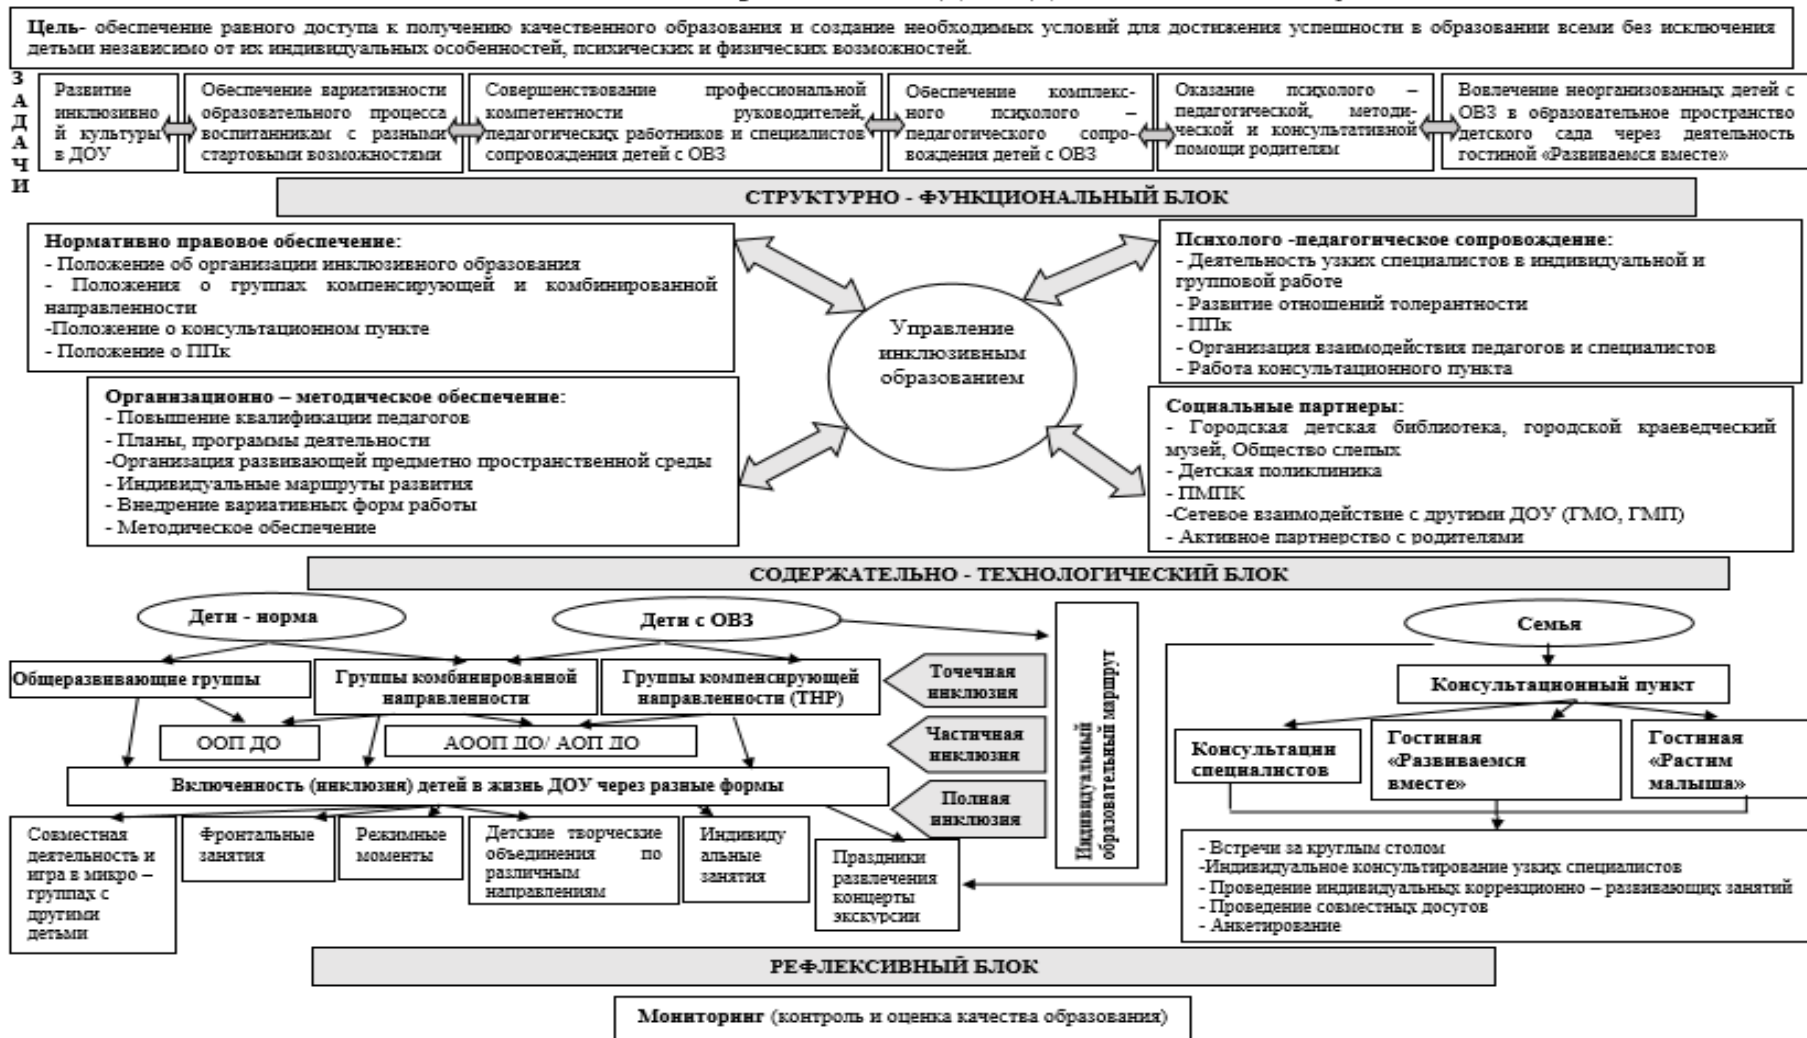 Цель- обеспечение равного доступа к получению качественного образования и создание необходимых условий для достижения успешности в образовании всеми без исключения
детьми независимо от их индивидуальных особенностей, психических и физических возможностей.
ЗАДАЧИ
Развитие
инклюзивно
й культуры
в ДОУ
Обеспечение вариативности
образовательного процесса
воспитанникам с разными
стартовыми возможностями
Совершенствование профессиональной
компетентности руководителей,
педагогических работников и специалистов
сопровождения детей с ОВЗ
Обеспечение комплекс-
ного психолого –
педагогического сопро-
вождения детей с ОВЗ
Оказание психолого –
педагогической, методи-
ческой и консультативной
помощи родителям
Вовлечение неорганизованных детей с
ОВЗ в образовательное пространство
детского сада через деятельность
гостиной «Развиваемся вместе»
СТРУКТУРНО - ФУНКЦИОНАЛЬНЫЙ БЛОК
Нормативно правовое обеспечение:
- Положение об организации инклюзивного образования
- Положения о группах компенсирующей и комбинированной
направленности
-Положение о консультационном пункте
- Положение о ППк
Психолого -педагогическое сопровождение:
- Деятельность узких специалистов в индивидуальной и
групповой работе
- Развитие отношений толерантности
- ППк
- Организация взаимодействия педагогов и специалистов
- Работа консультационного пункта
Управление
инклюзивным
образованием
Организационно – методическое обеспечение:
- Повышение квалификации педагогов
- Планы, программы деятельности
-Организация развивающей предметно пространственной среды
- Индивидуальные маршруты развития
- Внедрение вариативных форм работы
- Методическое обеспечение
Социальные партнеры:
- Городская детская библиотека, городской краеведческий
музей, Общество слепых
- Детская поликлиника
- ПМПК
-Сетевое взаимодействие с другими ДОУ (ГМО, ГМП)
- Активное партнерство с родителями
СОДЕРЖАТЕЛЬНО - ТЕХНОЛОГИЧЕСКИЙ БЛОК
Дети - норма
Дети с ОВЗ
Семья
Общеразвивающие группы
Группы комбинированной
направленности
Группы компенсирующей
направленности (ТНР)
Точечная
инклюзия
Индивидуальный
образовательный маршрут
Консультационный пункт
ООП ДО
АООП ДО/ АОП ДО
Частичная
инклюзия
Консультации
специалистов
Гостиная
«Развиваемся
вместе»
Гостиная
«Растим
малыша»
Включенность (инклюзия) детей в жизнь ДОУ через разные формы
Полная
инклюзия
Совместная
деятельность и
игра в микро –
группах с
другими
детьми
Фронтальные
занятия
Режимные
моменты
Детские творческие
объединения по
различным
направлениям
Индивиду
альные
занятия
Праздники
развлечения
концерты
экскурсии
- Встречи за круглым столом
-Индивидуальное консультирование узких специалистов
- Проведение индивидуальных коррекционно – развивающих занятий
- Проведение совместных досугов
- Анкетирование
РЕФЛЕКСИВНЫЙ БЛОК
Мониторинг (контроль и оценка качества образования)